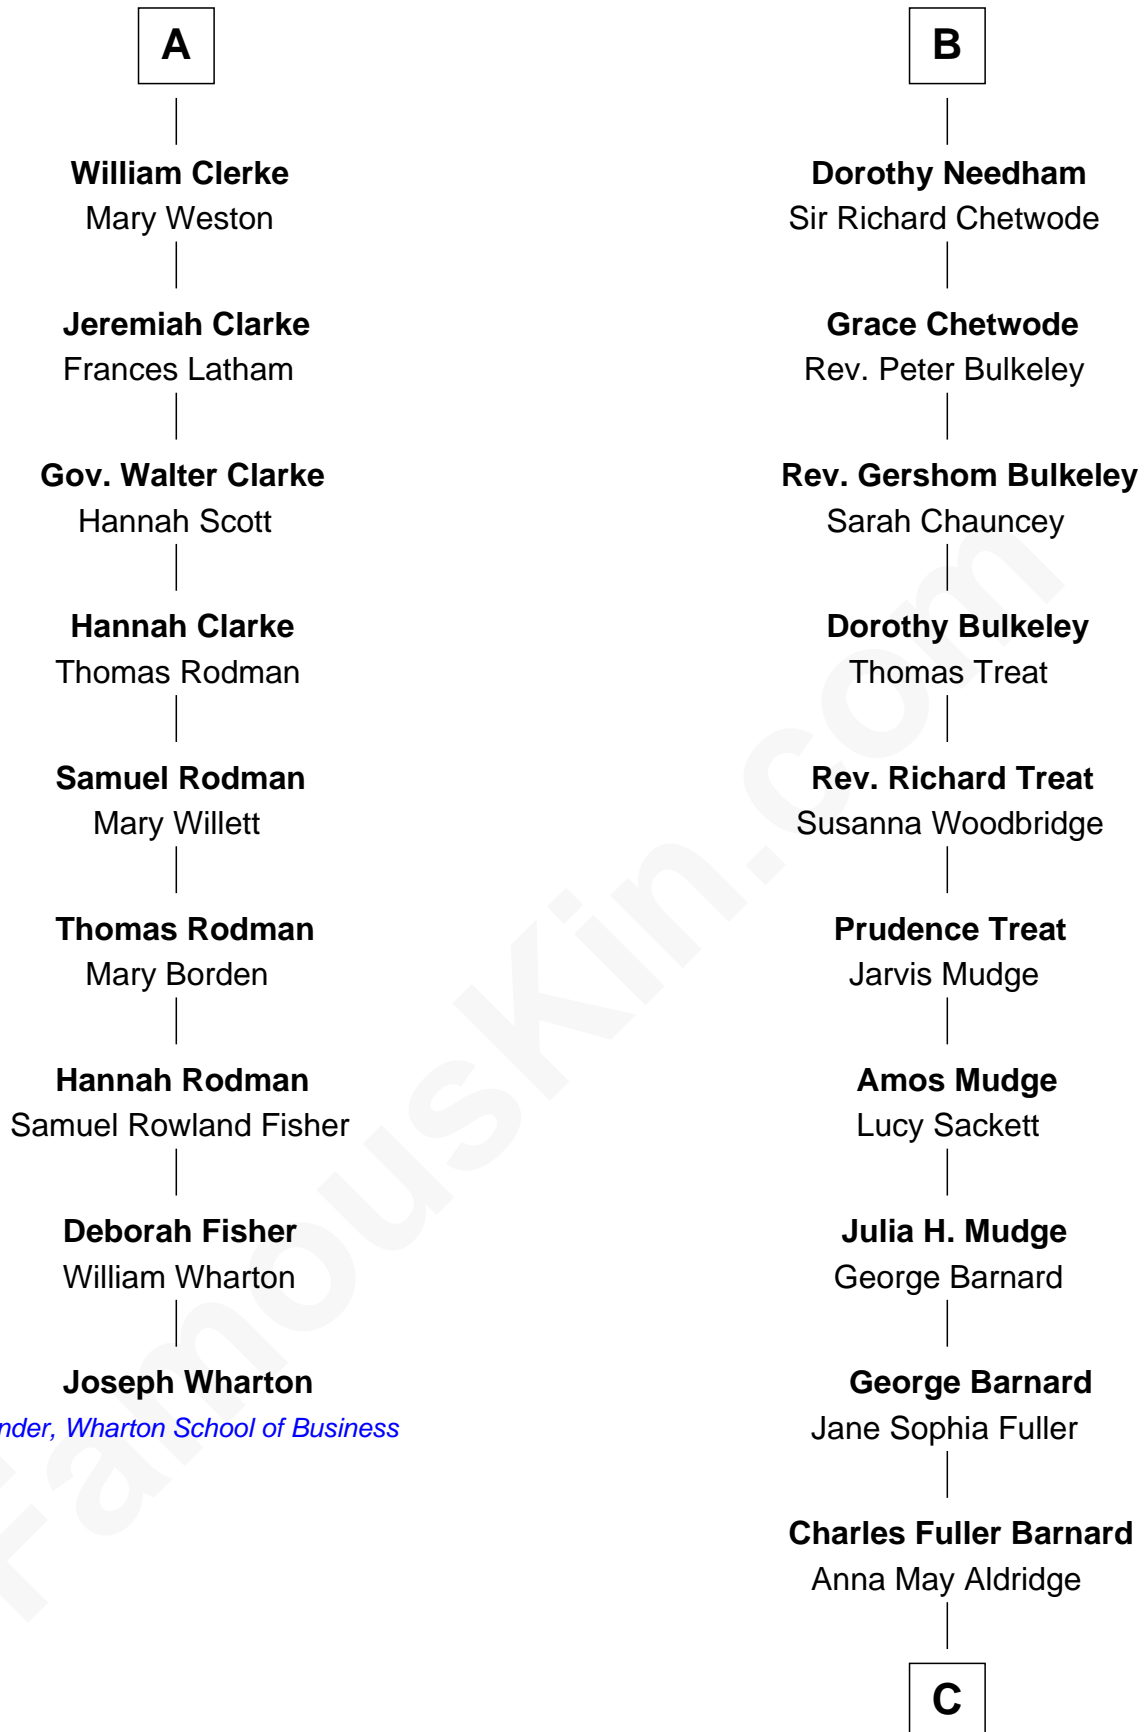 A
William Clerke
Mary Weston
Jeremiah Clarke
Frances Latham
Gov. Walter Clarke
Hannah Scott
Hannah Clarke
Thomas Rodman
Samuel Rodman
Mary Willett
Thomas Rodman
Mary Borden
Hannah Rodman
Samuel Rowland Fisher
Deborah Fisher
William Wharton
Joseph Wharton
nder, Wharton School of Business
B
Dorothy Needham
Sir Richard Chetwode
Grace Chetwode
Rev. Peter Bulkeley
Rev. Gershom Bulkeley
Sarah Chauncey
Dorothy Bulkeley
Thomas Treat
Rev. Richard Treat
Susanna Woodbridge
Prudence Treat
Jarvis Mudge
Amos Mudge
Lucy Sackett
Julia H. Mudge
George Barnard
George Barnard
Jane Sophia Fuller
Charles Fuller Barnard
Anna May Aldridge
C
FamousKin.com